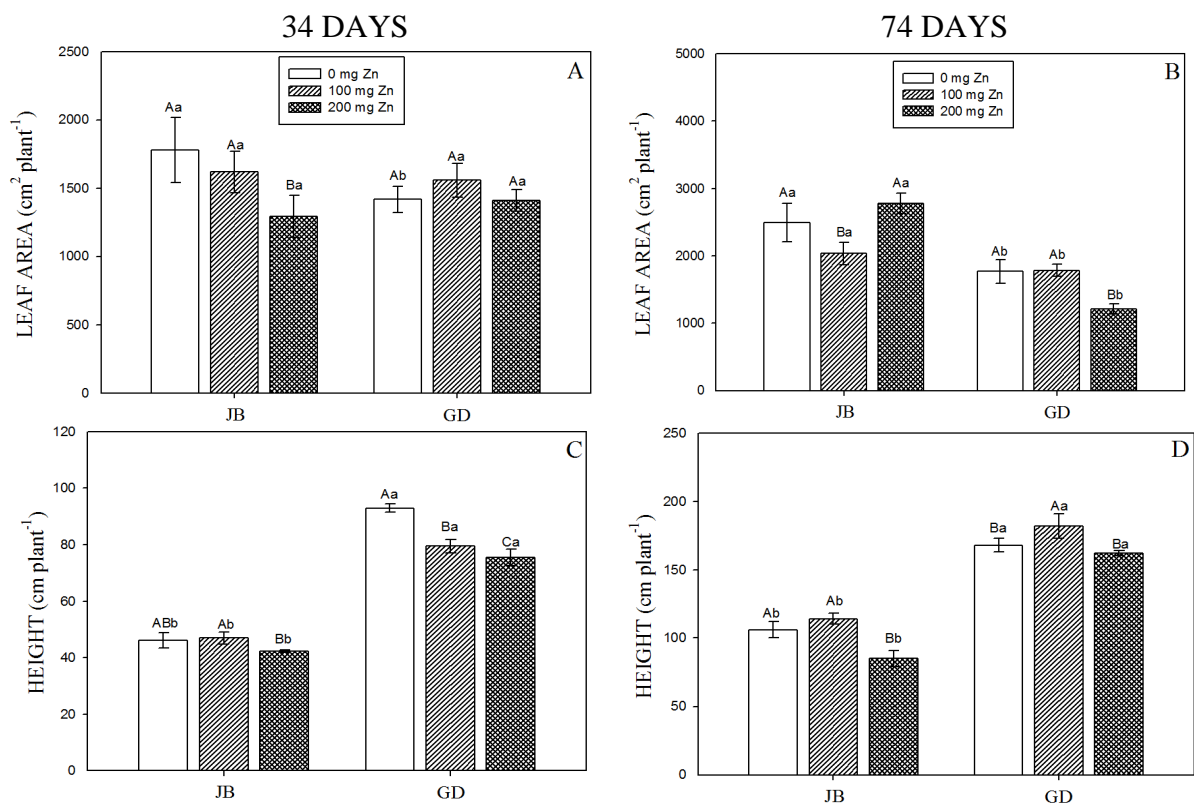 34 DAYS
74 DAYS
A
2500
2000
1500
1000
500
0
LEAF AREA (cm² plant⁻¹)
0 mg Zn
100 mg Zn
200 mg Zn
Aa
Aa
Ba
Ab
Aa
Aa
JB
GD
B
5000
4000
3000
2000
1000
0
LEAF AREA (cm² plant⁻¹)
0 mg Zn
100 mg Zn
200 mg Zn
Aa
Ba
Aa
Ab
Ab
Bb
JB
GD
C
120
100
80
60
40
20
0
HEIGHT (cm plant⁻¹)
ABb
Ab
Bb
Aa
Ba
Ca
JB
GD
D
250
200
150
100
50
0
HEIGHT (cm plant⁻¹)
Ab
Ab
Bb
Ba
Aa
Ba
JB
GD